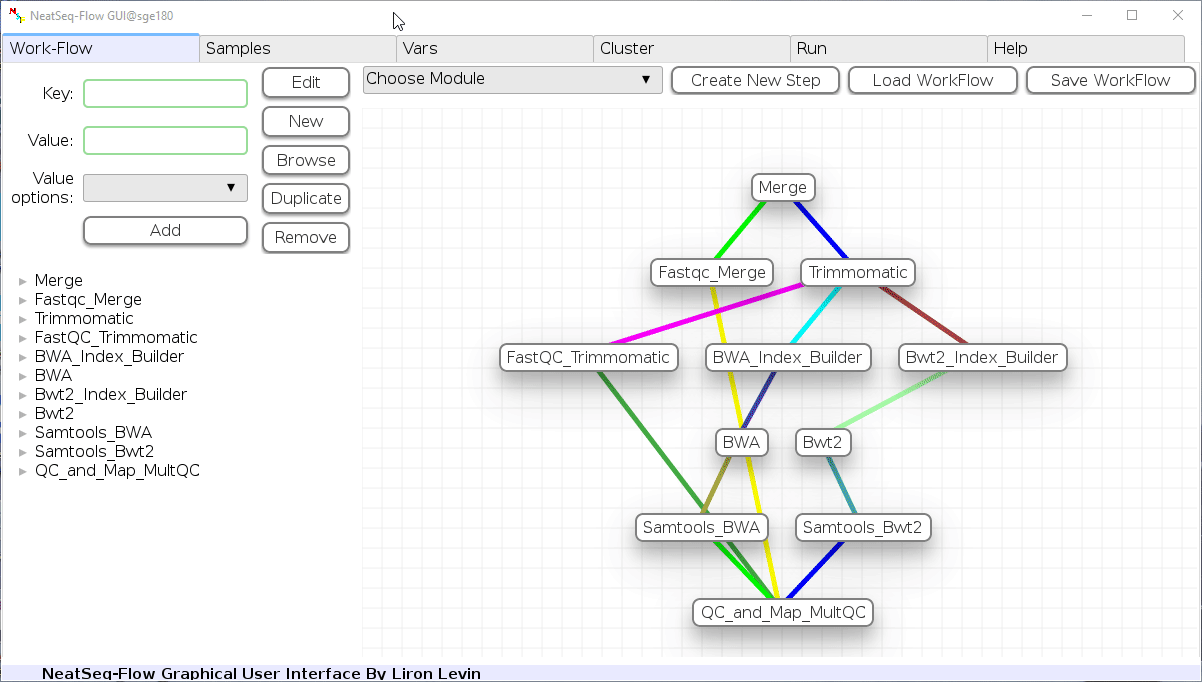 NeatSeq-Flow GUI@sge180
Work-Flow
Samples
Vars
Cluster
Run
Help
Key:
Value:
Value
options:
Add
Edit
New
Browse
Duplicate
Remove
Choose Module
Create New Step
Load WorkFlow
Save WorkFlow
Merge
Fastqc_Merge
Trimmomatic
FastQC_Trimmomatic
BWA_Index_Builder
BWA
Bwt2_Index_Builder
Bwt2
Samtools_BWA
Samtools_Bwt2
QC_and_Map_MultQC
Merge
Fastqc_Merge
Trimmomatic
FastQC_Trimmomatic
BWA_Index_Builder
Bwt2_Index_Builder
BWA
Bwt2
Samtools_BWA
Samtools_Bwt2
QC_and_Map_MultQC
NeatSeq-Flow Graphical User Interface By Liron Levin